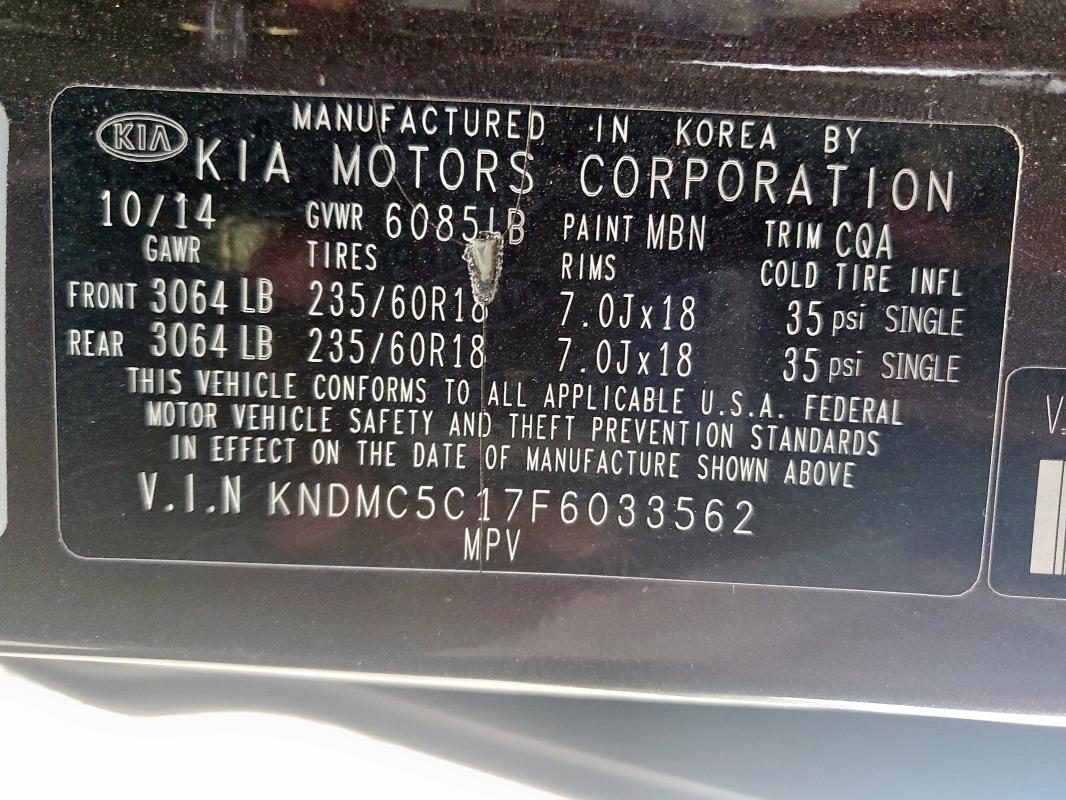 KIA
MANUFACTURED IN KOREA BY
KIA MOTORS CORPORATION
10/14 GVWR 6085LB PAINT MBN TRIM CQA
GAWR TIRES RIMS COLD TIRE INFL
FRONT 3064 LB 235/60R18 7.0Jx18 35 psi SINGLE
REAR 3064 LB 235/60R18 7.0Jx18 35 psi SINGLE
THIS VEHICLE CONFORMS TO ALL APPLICABLE U.S.A. FEDERAL
MOTOR VEHICLE SAFETY AND THEFT PREVENTION STANDARDS
IN EFFECT ON THE DATE OF MANUFACTURE SHOWN ABOVE
V.I.N KNDMC5C17F6033562
MPV